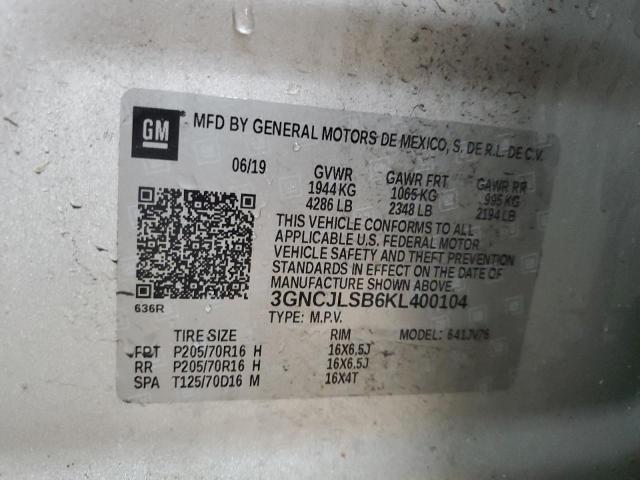 GM MFD BY GENERAL MOTORS DE MEXICO, S. DE R.L. DE C.V.
06/19 GVWR GAWR FRT GAWR RR
1944 KG 1065 KG 995 KG
4286 LB 2348 LB 2194 LB
THIS VEHICLE CONFORMS TO ALL
APPLICABLE U.S. FEDERAL MOTOR
VEHICLE SAFETY AND THEFT PREVENTION
STANDARDS IN EFFECT ON THE DATE OF
MANUFACTURE SHOWN ABOVE.
3GNCJLSB6KL400104
636R TYPE: M.P.V.
TIRE SIZE RIM MODEL: 641JV76
FRT P205/70R16 H 16X6.5J
RR P205/70R16 H 16X6.5J
SPA T125/70D16 M 16X4T